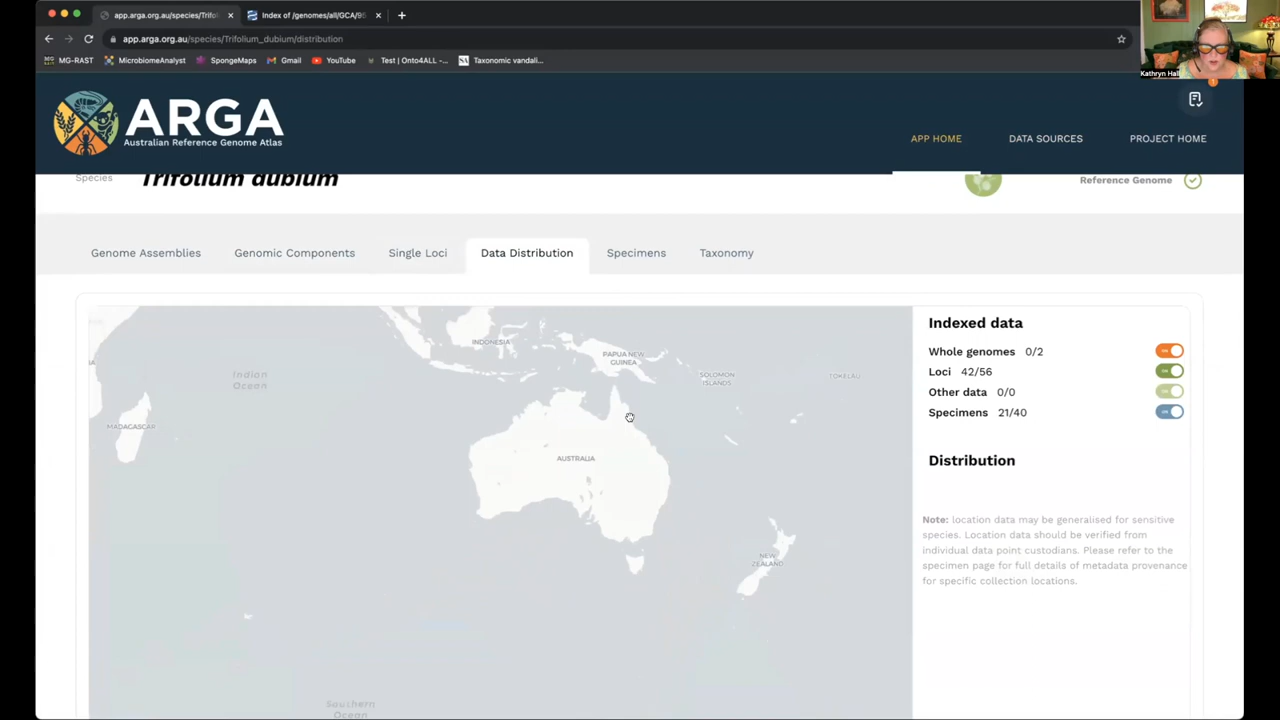 app.arga.org.au/species/Trifoli
Index of /genomes/all/GCA/95
app.arga.org.au/species/Trifolium_dubium/distribution
MG-RAST
MicrobiomeAnalyst
SpongeMaps
Gmail
YouTube
Test | Onto4ALL -...
Taxonomic vandali...
Kathryn Hall
1
ARGA
Australian Reference Genome Atlas
APP HOME
DATA SOURCES
PROJECT HOME
Species
Trifolium dubium
Reference Genome
Genome Assemblies
Genomic Components
Single Loci
Data Distribution
Specimens
Taxonomy
Indexed data
Whole genomes 0/2
ON
Loci 42/56
ON
Other data 0/0
ON
Specimens 21/40
ON
Distribution
Note: location data may be generalised for sensitive
species. Location data should be verified from
individual data point custodians. Please refer to the
specimen page for full details of metadata provenance
for specific collection locations.
INDONESIA
PAPUA NEW
GUINEA
SOLOMON
ISLANDS
TOKELAU
Indian
Ocean
MADAGASCAR
AUSTRALIA
NEW
ZEALAND
Southern
Ocean